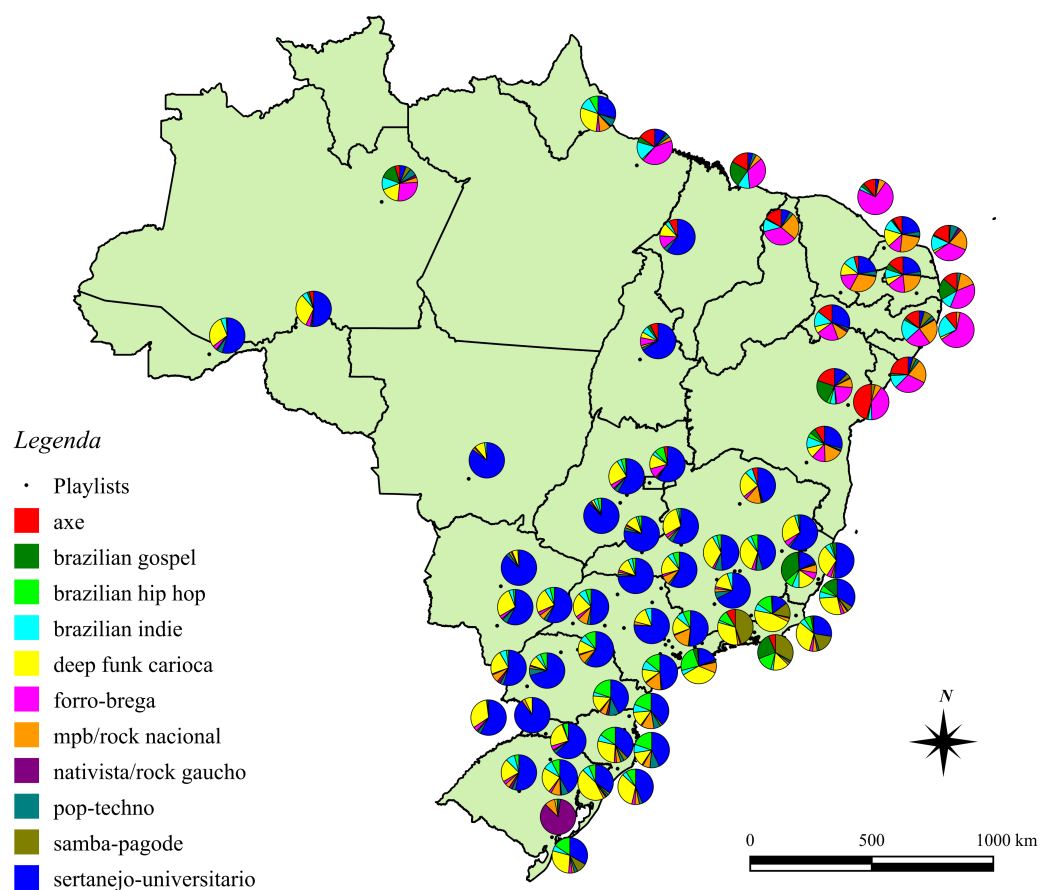 Legenda
Playlists
axe
brazilian gospel
brazilian hip hop
brazilian indie
deep funk carioca
forro-brega
mpb/rock nacional
nativista/rock gaucho
pop-techno
samba-pagode
sertanejo-universitario
N
0 500 1000 km